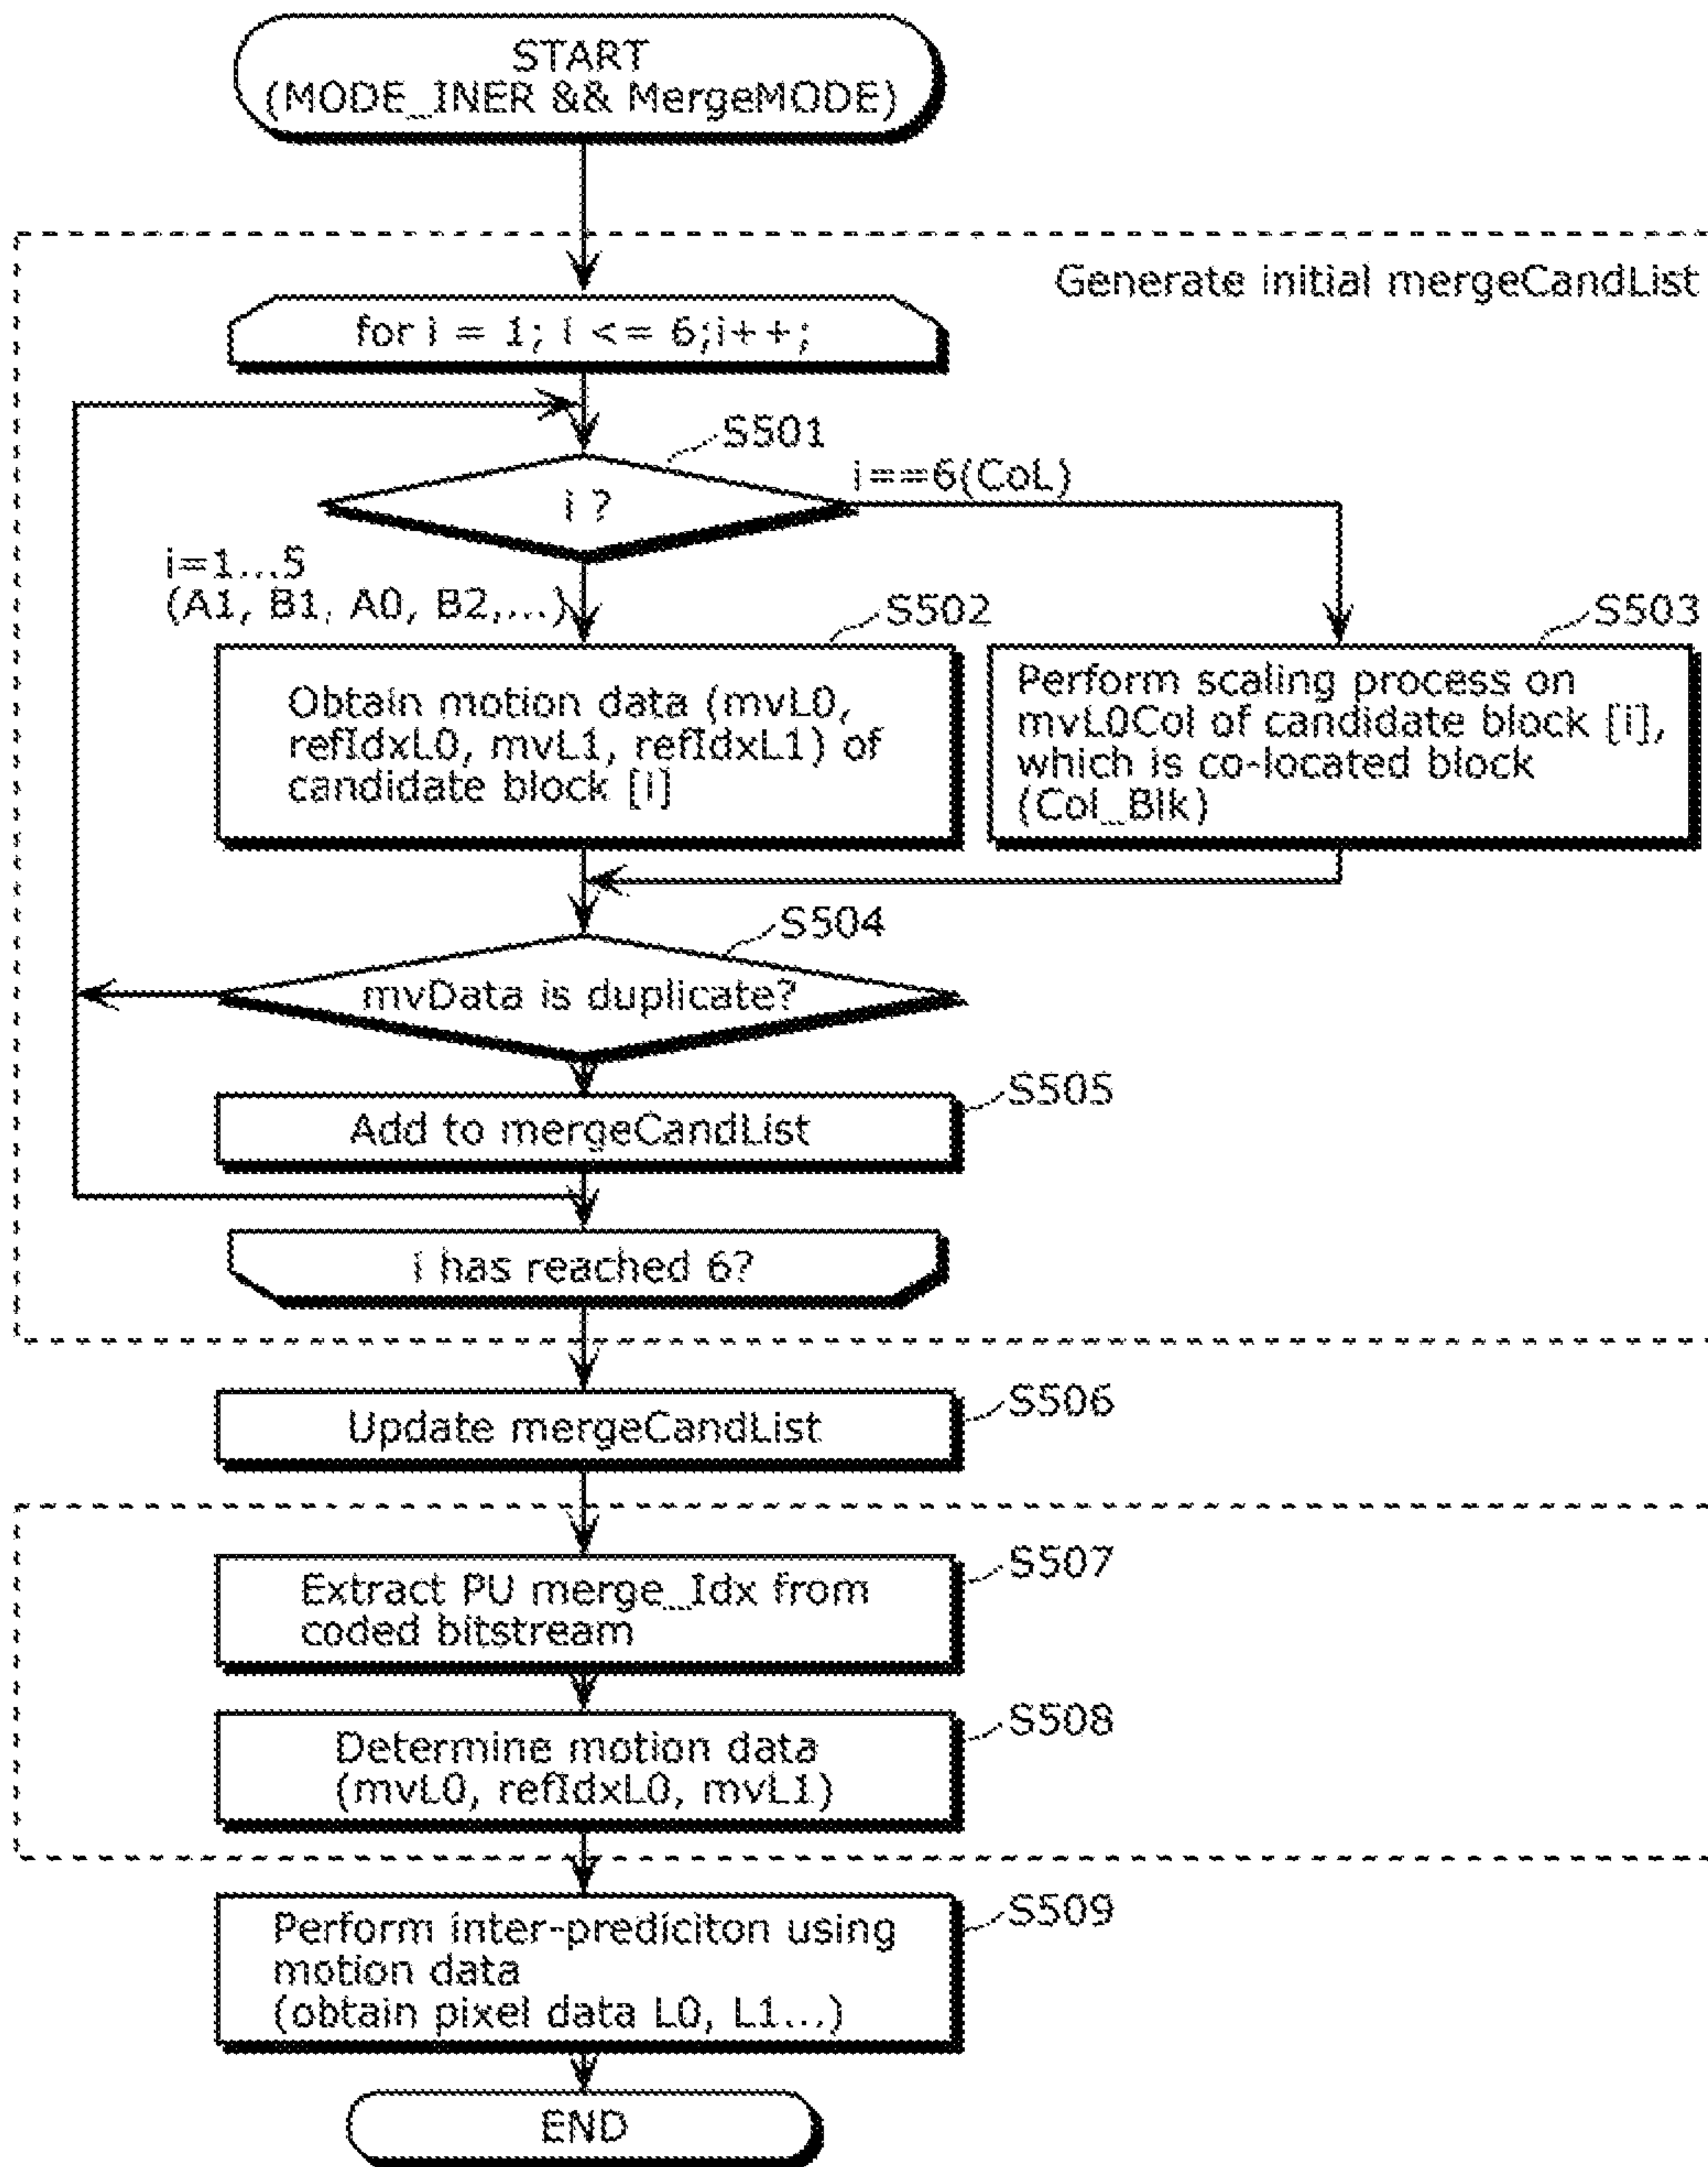 START
(MODE_INER && MergeMODE)
Generate initial mergeCandList
for i = 1; i <= 6;i++;
S501
i ?
i==6(CoL)
i=1...5
(A1, B1, A0, B2,...)
S502
Obtain motion data (mvL0,
refIdxL0, mvL1, refIdxL1) of
candidate block [i]
S503
Perform scaling process on
mvL0Col of candidate block [i],
which is co-located block
(Col_Blk)
S504
mvData is duplicate?
S505
Add to mergeCandList
i has reached 6?
S506
Update mergeCandList
S507
Extract PU merge_Idx from
coded bitstream
S508
Determine motion data
(mvL0, refIdxL0, mvL1)
S509
Perform inter-prediciton using
motion data
(obtain pixel data L0, L1...)
END